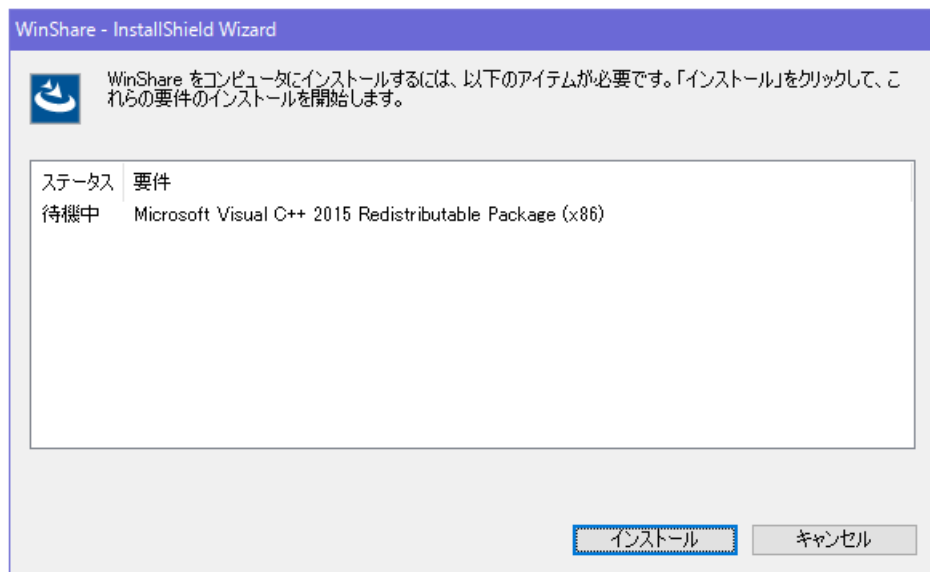 WinShare - InstallShield Wizard
WinShare をコンピュータにインストールするには、以下のアイテムが必要です。「インストール」をクリックして、こ
れらの要件のインストールを開始します。
ステータス 要件
待機中 Microsoft Visual C++ 2015 Redistributable Package (x86)
インストール キャンセル